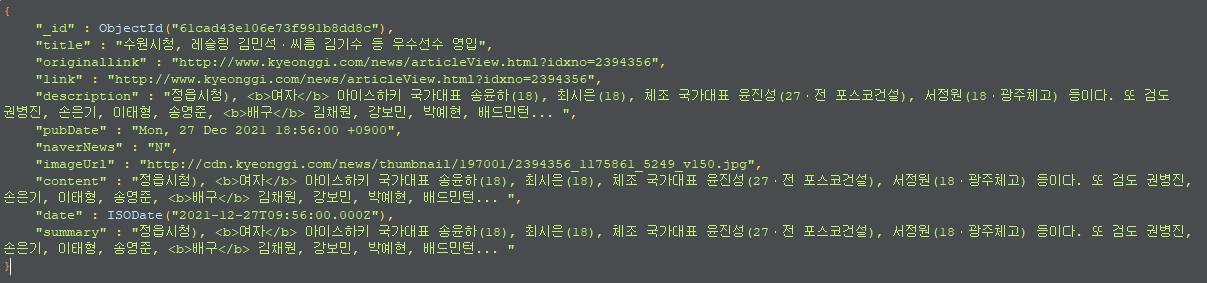 {
"_id" : ObjectId("61cad43e106e73f991b8dd8c"),
"title" : "수원시청, 레슬링 김민석·씨름 김기수 등 우수선수 영입",
"originallink" : "http://www.kyeonggi.com/news/articleView.html?idxno=2394356",
"link" : "http://www.kyeonggi.com/news/articleView.html?idxno=2394356",
"description" : "정읍시청), <b>여자</b> 아이스하키 국가대표 송윤하(18), 최시은(18), 체조 국가대표 윤진성(27·전 포스코건설), 서정원(18·광주체고) 등이다. 또 검도
권병진, 손은기, 이태형, 송영준, <b>배구</b> 김채원, 강보민, 박예현, 배드민턴... ",
"pubDate" : "Mon, 27 Dec 2021 18:56:00 +0900",
"naverNews" : "N",
"imageUrl" : "http://cdn.kyeonggi.com/news/thumbnail/197001/2394356_1175861_5249_v150.jpg",
"content" : "정읍시청), <b>여자</b> 아이스하키 국가대표 송윤하(18), 최시은(18), 체조 국가대표 윤진성(27·전 포스코건설), 서정원(18·광주체고) 등이다. 또 검도 권병진,
손은기, 이태형, 송영준, <b>배구</b> 김채원, 강보민, 박예현, 배드민턴... ",
"date" : ISODate("2021-12-27T09:56:00.000Z"),
"summary" : "정읍시청), <b>여자</b> 아이스하키 국가대표 송윤하(18), 최시은(18), 체조 국가대표 윤진성(27·전 포스코건설), 서정원(18·광주체고) 등이다. 또 검도 권병진,
손은기, 이태형, 송영준, <b>배구</b> 김채원, 강보민, 박예현, 배드민턴... "
}